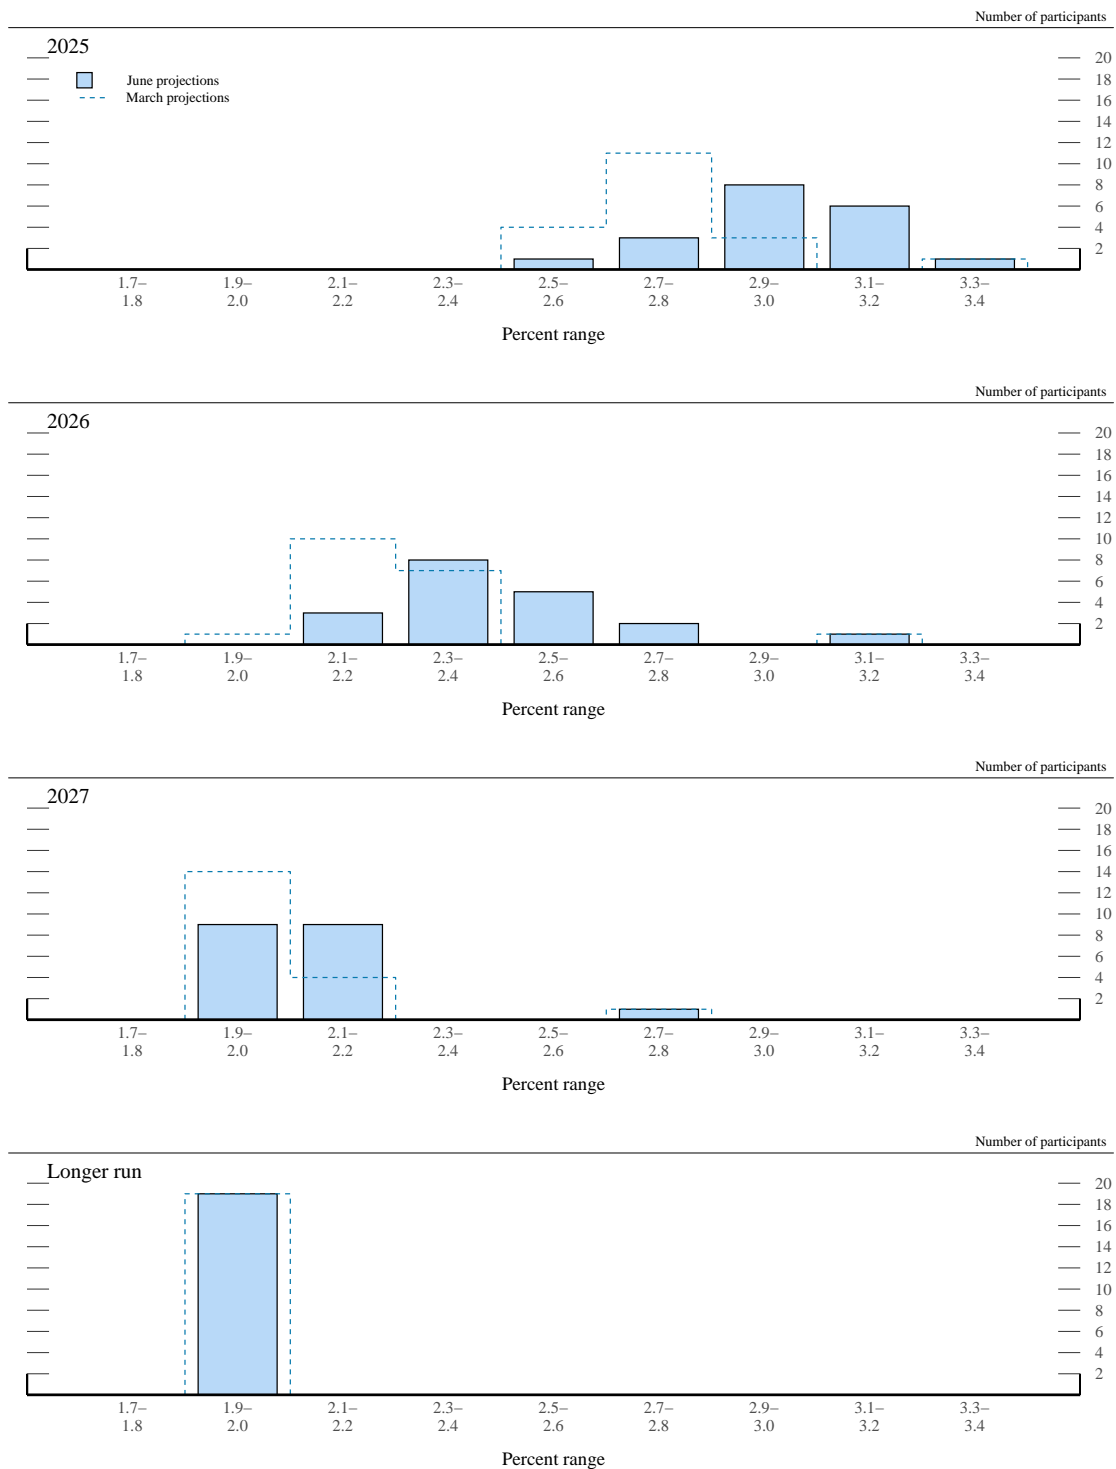 Number of participants
2025
June projections
March projections
20
18
16
14
12
10
8
6
4
2
1.7– 1.9– 2.1– 2.3– 2.5– 2.7– 2.9– 3.1– 3.3–
1.8 2.0 2.2 2.4 2.6 2.8 3.0 3.2 3.4
Percent range
Number of participants
2026
20
18
16
14
12
10
8
6
4
2
1.7– 1.9– 2.1– 2.3– 2.5– 2.7– 2.9– 3.1– 3.3–
1.8 2.0 2.2 2.4 2.6 2.8 3.0 3.2 3.4
Percent range
Number of participants
2027
20
18
16
14
12
10
8
6
4
2
1.7– 1.9– 2.1– 2.3– 2.5– 2.7– 2.9– 3.1– 3.3–
1.8 2.0 2.2 2.4 2.6 2.8 3.0 3.2 3.4
Percent range
Number of participants
Longer run
20
18
16
14
12
10
8
6
4
2
1.7– 1.9– 2.1– 2.3– 2.5– 2.7– 2.9– 3.1– 3.3–
1.8 2.0 2.2 2.4 2.6 2.8 3.0 3.2 3.4
Percent range